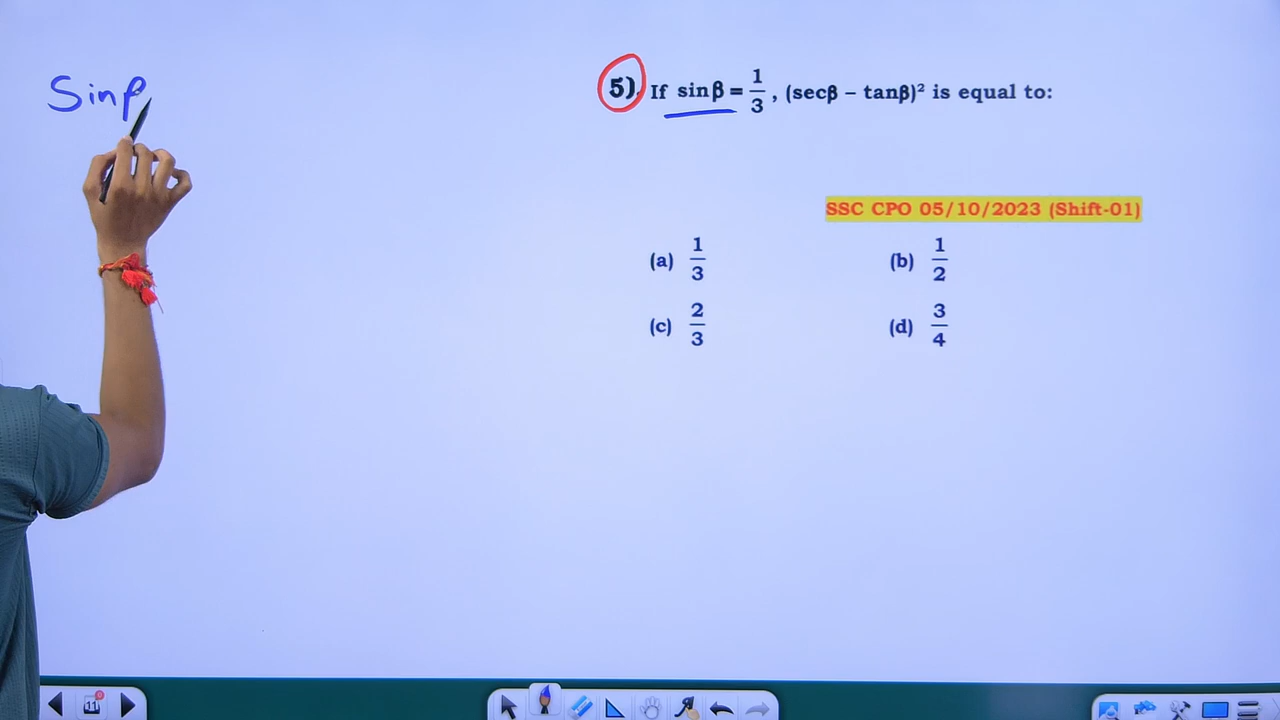 Sinβ
5). If sinβ = 1/3, (secβ – tanβ)² is equal to:
SSC CPO 05/10/2023 (Shift-01)
(a) 1/3 (b) 1/2
(c) 2/3 (d) 3/4
11